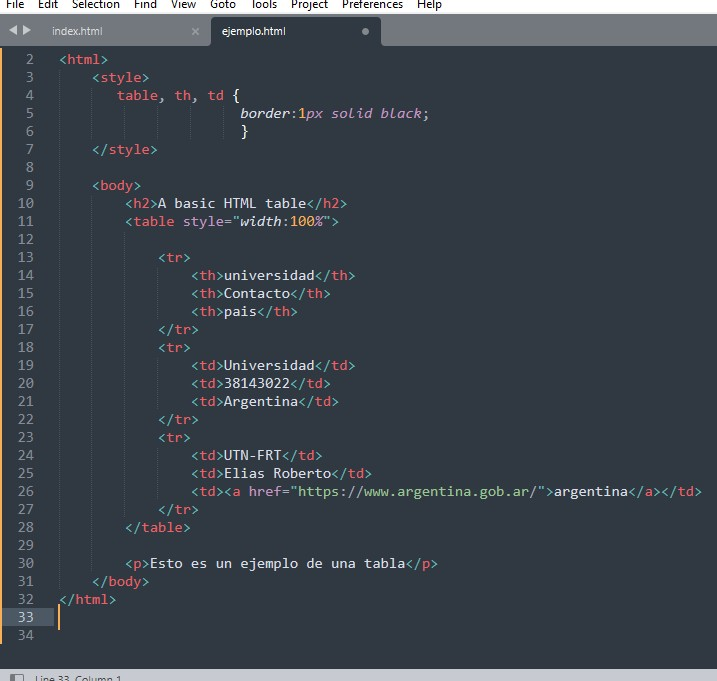 File Edit Selection Find View Goto Tools Project Preferences Help
index.html × ejemplo.html
2 <html>
3 <style>
4 table, th, td {
5 border:1px solid black;
6 }
7 </style>
8
9 <body>
10 <h2>A basic HTML table</h2>
11 <table style="width:100%">
12
13 <tr>
14 <th>universidad</th>
15 <th>Contacto</th>
16 <th>pais</th>
17 </tr>
18 <tr>
19 <td>Universidad</td>
20 <td>38143022</td>
21 <td>Argentina</td>
22 </tr>
23 <tr>
24 <td>UTN-FRT</td>
25 <td>Elias Roberto</td>
26 <td><a href="https://www.argentina.gob.ar/">argentina</a></td>
27 </tr>
28 </table>
29
30 <p>Esto es un ejemplo de una tabla</p>
31 </body>
32 </html>
33
34
Line 33, Column 1